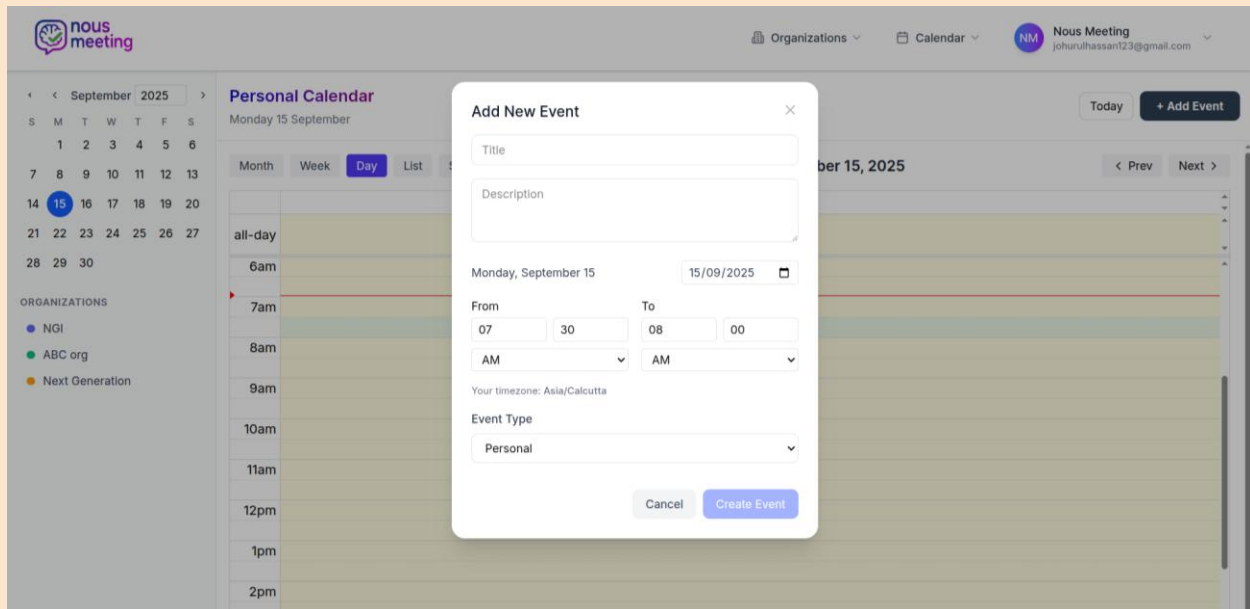 nous
meeting
Organizations
Calendar
NM
Nous Meeting
johurulhassan123@gmail.com
September 2025
S M T W T F S
1 2 3 4 5 6
7 8 9 10 11 12 13
14 15 16 17 18 19 20
21 22 23 24 25 26 27
28 29 30
ORGANIZATIONS
NGI
ABC org
Next Generation
Personal Calendar
Monday 15 September
Today
+ Add Event
Month Week Day List
ber 15, 2025
< Prev Next >
all-day
6am
7am
8am
9am
10am
11am
12pm
1pm
2pm
Add New Event
Title
Description
Monday, September 15
15/09/2025
From To
07 30 08 00
AM AM
Your timezone: Asia/Calcutta
Event Type
Personal
Cancel Create Event